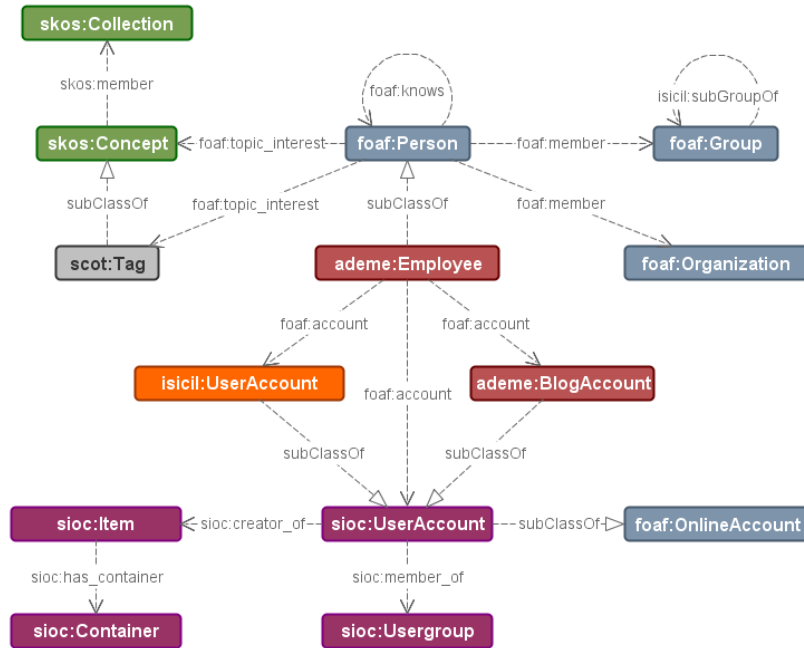 skos:Collection
skos:member
foaf:knows
isicil:subGroupOf
skos:Concept
foaf:topic_interest
foaf:Person
foaf:member
foaf:Group
subClassOf
foaf:topic_interest
subClassOf
foaf:member
scot:Tag
ademe:Employee
foaf:Organization
foaf:account
foaf:account
isicil:UserAccount
foaf:account
ademe:BlogAccount
subClassOf
subClassOf
sioc:Item
sioc:creator_of
sioc:UserAccount
subClassOf
foaf:OnlineAccount
sioc:has_container
sioc:member_of
sioc:Container
sioc:Usergroup